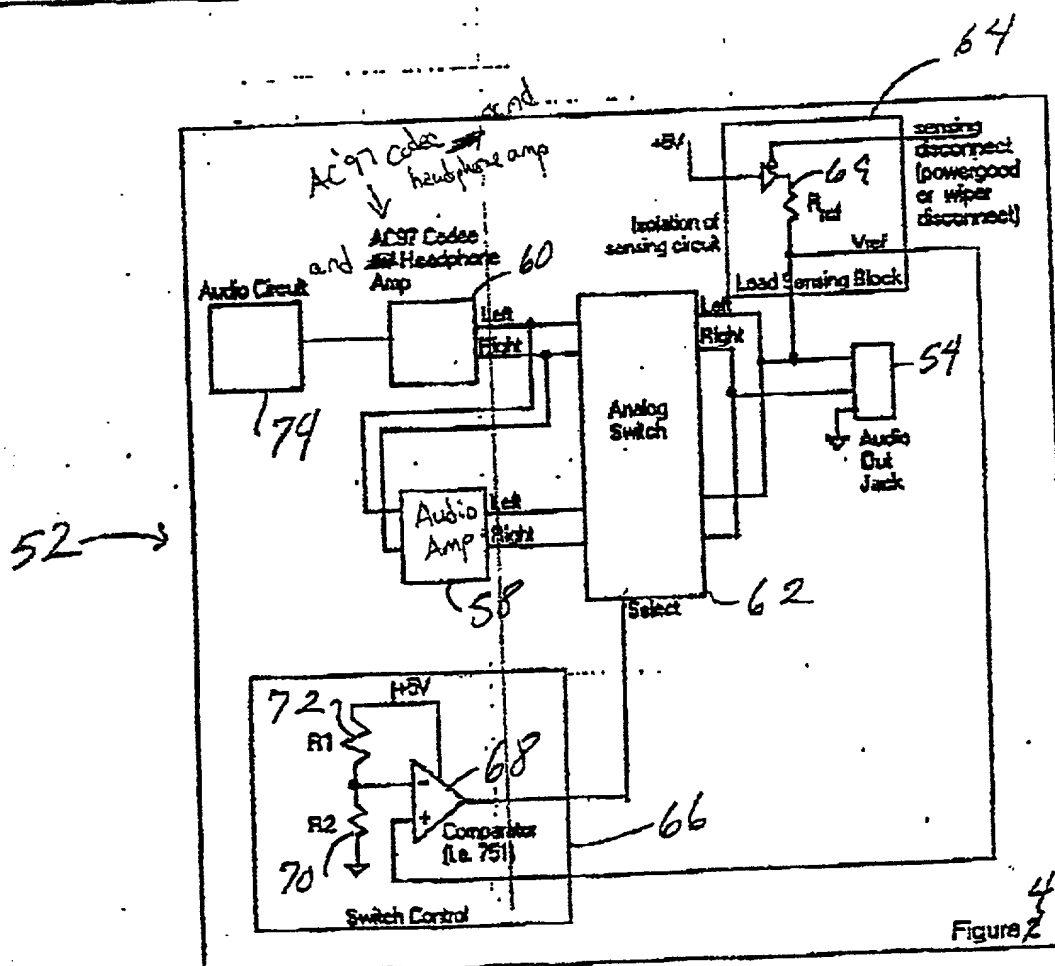 64
and
AC'97 Codec
headphone amp
+5V
sensing
disconnect
(powergood
or wiper
disconnect)
69
Rref
Isolation of
sensing circuit
Vref
Load Sensing Block
AC97 Codec
and Headphone
Amp
60
Audio Circuit
Left
Right
Left
Right
54
74
Analog
Switch
Audio
Out
Jack
52
Audio
Amp
Left
Right
58
62
Select
72
+5V
R1
68
-
+
R2
Comparator
(i.e. 751)
66
70
Switch Control
4
Figure 2